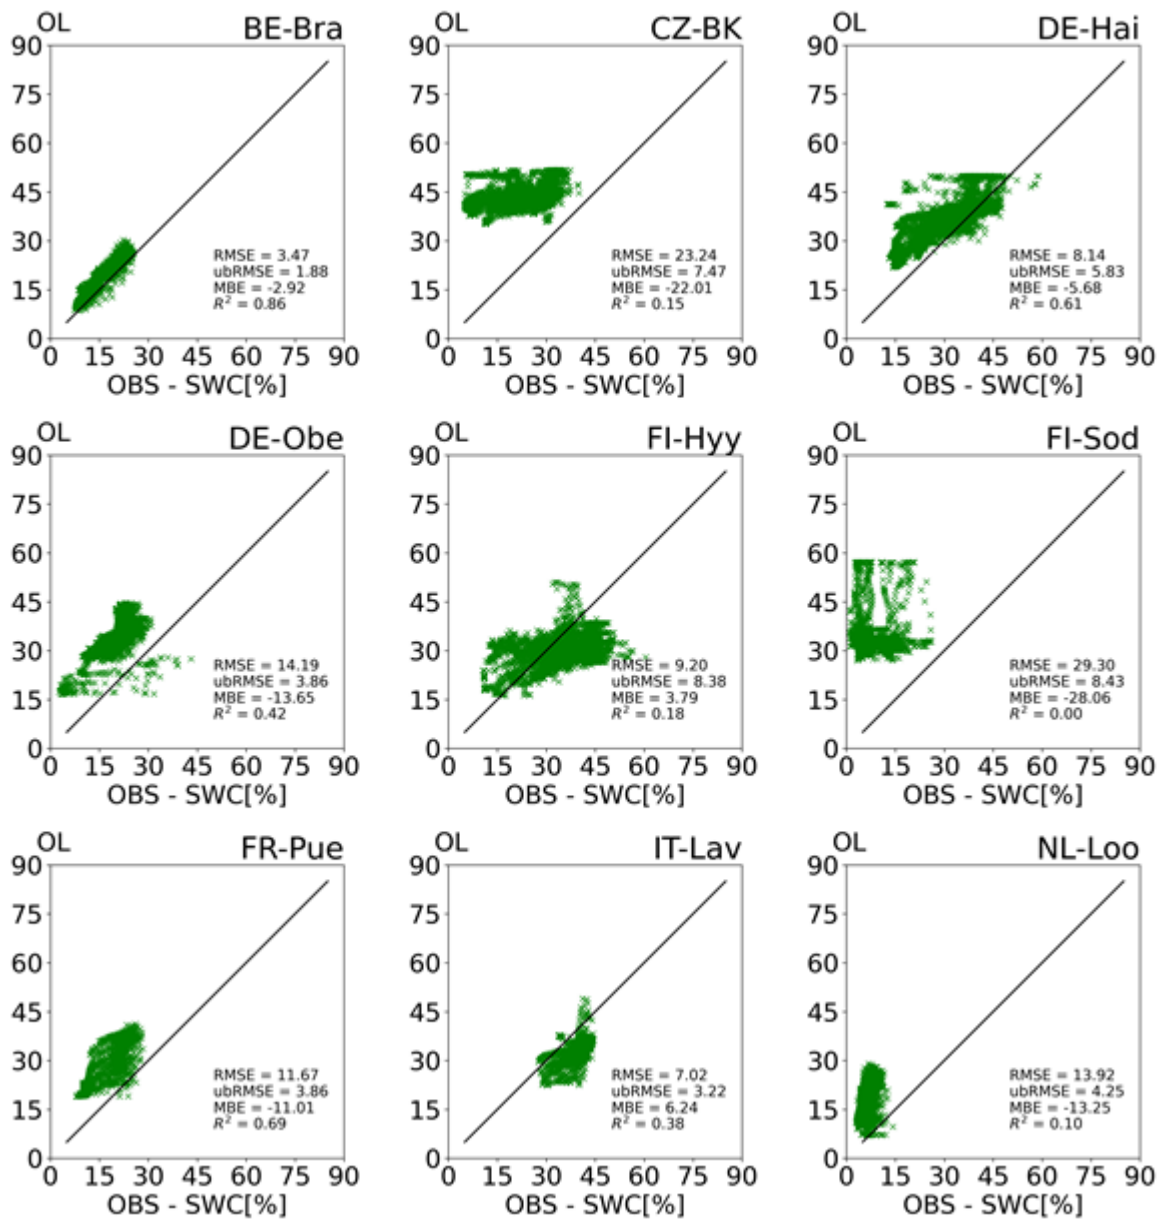 OL BE-Bra
90
75
60
45
30
15
0
RMSE = 3.47
ubRMSE = 1.88
MBE = -2.92
R² = 0.86
0 15 30 45 60 75 90
OBS - SWC[%]
OL CZ-BK
90
75
60
45
30
15
0
RMSE = 23.24
ubRMSE = 7.47
MBE = -22.01
R² = 0.15
0 15 30 45 60 75 90
OBS - SWC[%]
OL DE-Hai
90
75
60
45
30
15
0
RMSE = 8.14
ubRMSE = 5.83
MBE = -5.68
R² = 0.61
0 15 30 45 60 75 90
OBS - SWC[%]
OL DE-Obe
90
75
60
45
30
15
0
RMSE = 14.19
ubRMSE = 3.86
MBE = -13.65
R² = 0.42
0 15 30 45 60 75 90
OBS - SWC[%]
OL FI-Hyy
90
75
60
45
30
15
0
RMSE = 9.20
ubRMSE = 8.38
MBE = 3.79
R² = 0.18
0 15 30 45 60 75 90
OBS - SWC[%]
OL FI-Sod
90
75
60
45
30
15
0
RMSE = 29.30
ubRMSE = 8.43
MBE = -28.06
R² = 0.00
0 15 30 45 60 75 90
OBS - SWC[%]
OL FR-Pue
90
75
60
45
30
15
0
RMSE = 11.67
ubRMSE = 3.86
MBE = -11.01
R² = 0.69
0 15 30 45 60 75 90
OBS - SWC[%]
OL IT-Lav
90
75
60
45
30
15
0
RMSE = 7.02
ubRMSE = 3.22
MBE = 6.24
R² = 0.38
0 15 30 45 60 75 90
OBS - SWC[%]
OL NL-Loo
90
75
60
45
30
15
0
RMSE = 13.92
ubRMSE = 4.25
MBE = -13.25
R² = 0.10
0 15 30 45 60 75 90
OBS - SWC[%]